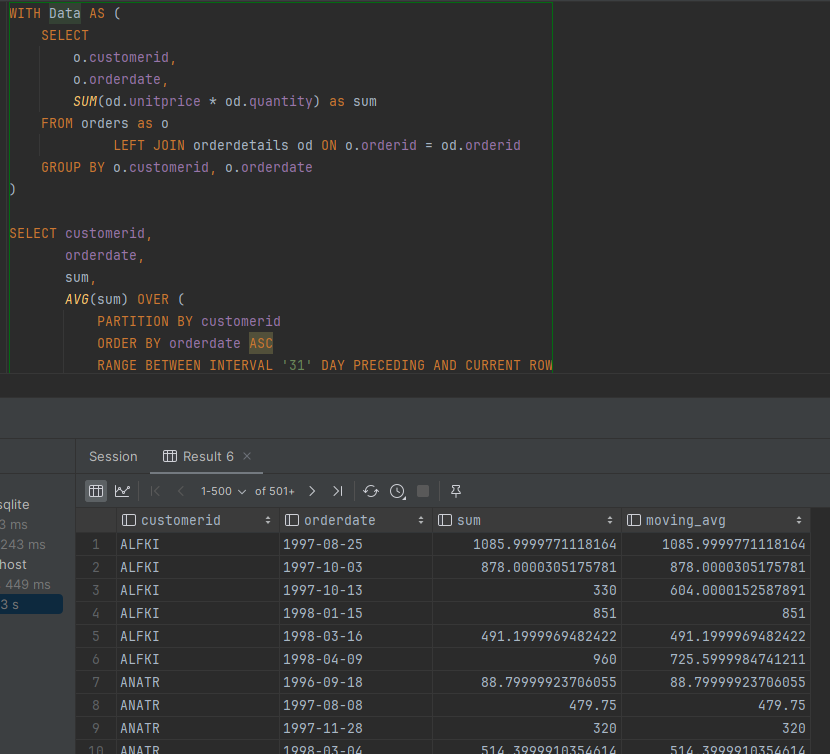 WITH Data AS (
SELECT
o.customerid,
o.orderdate,
SUM(od.unitprice * od.quantity) as sum
FROM orders as o
LEFT JOIN orderdetails od ON o.orderid = od.orderid
GROUP BY o.customerid, o.orderdate
)
SELECT customerid,
orderdate,
sum,
AVG(sum) OVER (
PARTITION BY customerid
ORDER BY orderdate ASC
RANGE BETWEEN INTERVAL '31' DAY PRECEDING AND CURRENT ROW
Session Result 6
1-500 of 501+
sqlite
3 ms
243 ms
host
449 ms
3 s
customerid orderdate sum moving_avg
1 ALFKI 1997-08-25 1085.9999771118164 1085.9999771118164
2 ALFKI 1997-10-03 878.0000305175781 878.0000305175781
3 ALFKI 1997-10-13 330 604.0000152587891
4 ALFKI 1998-01-15 851 851
5 ALFKI 1998-03-16 491.1999969482422 491.1999969482422
6 ALFKI 1998-04-09 960 725.5999984741211
7 ANATR 1996-09-18 88.79999923706055 88.79999923706055
8 ANATR 1997-08-08 479.75 479.75
9 ANATR 1997-11-28 320 320
10 ANATR 1998-03-04 514.3999910354614 514.3999910354614